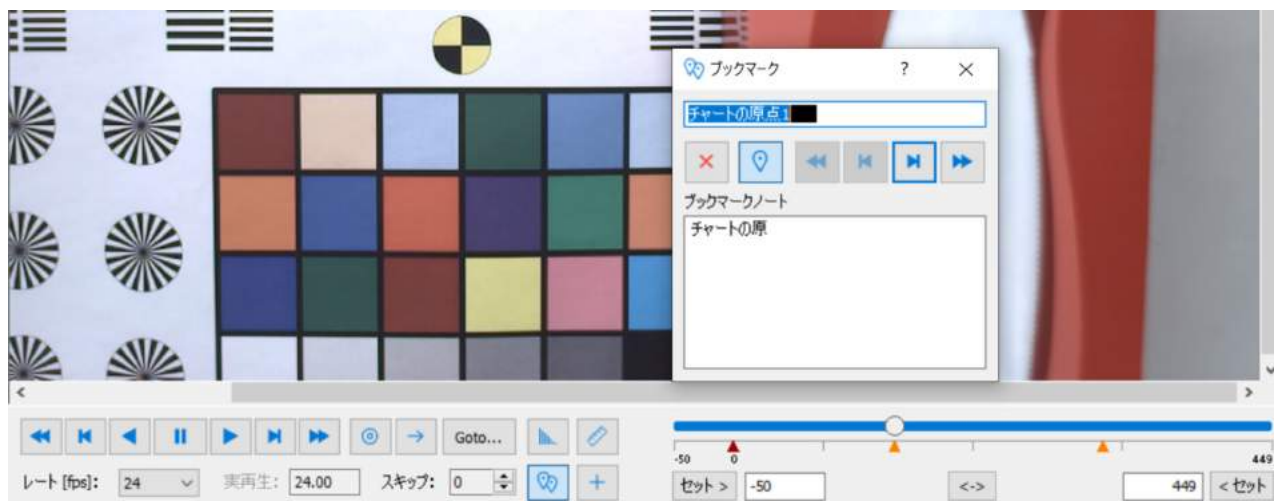 ブックマーク ? ×
チャートの原点1
ブックマークノート
チャートの原
Goto...
-50 0 449
レート [fps]: 24 実再生: 24.00 スキップ: 0
セット > -50 <-> 449 < セット